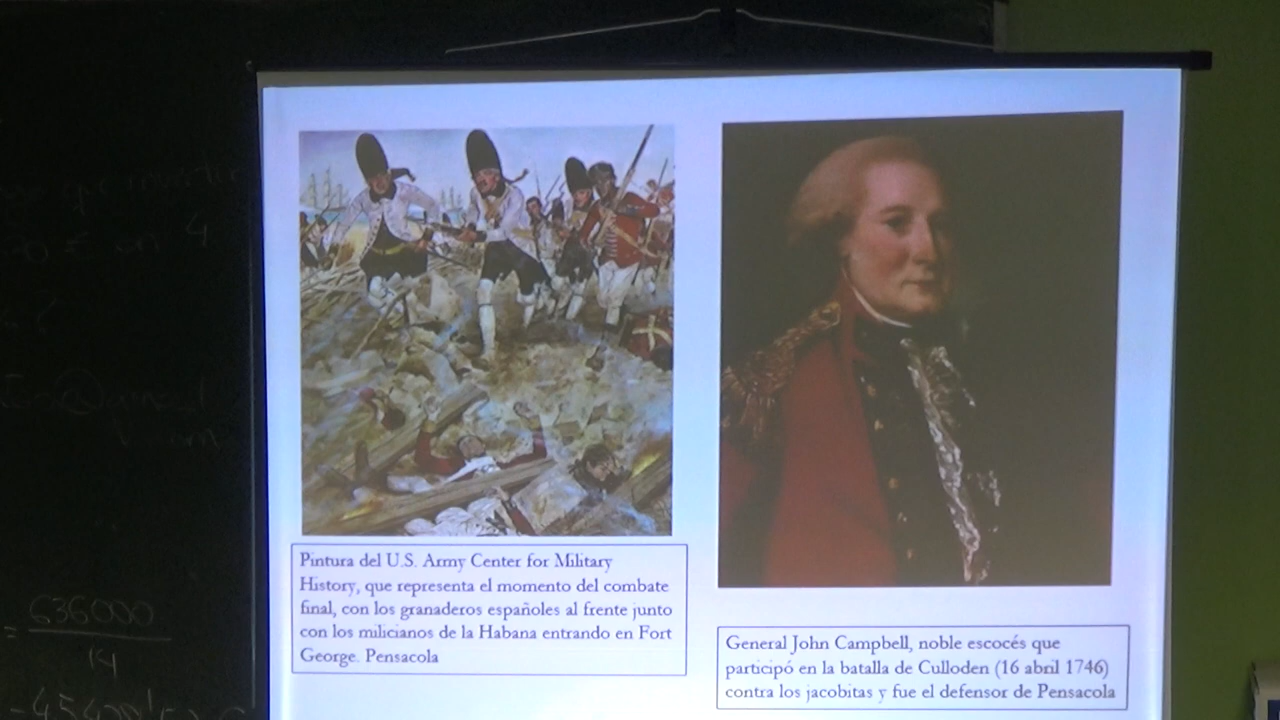 Pintura del U.S. Army Center for Military
History, que representa el momento del combate
final, con los granaderos españoles al frente junto
con los milicianos de la Habana entrando en Fort
George. Pensacola
General John Campbell, noble escocés que
participó en la batalla de Culloden (16 abril 1746)
contra los jacobitas y fue el defensor de Pensacola
636000
14